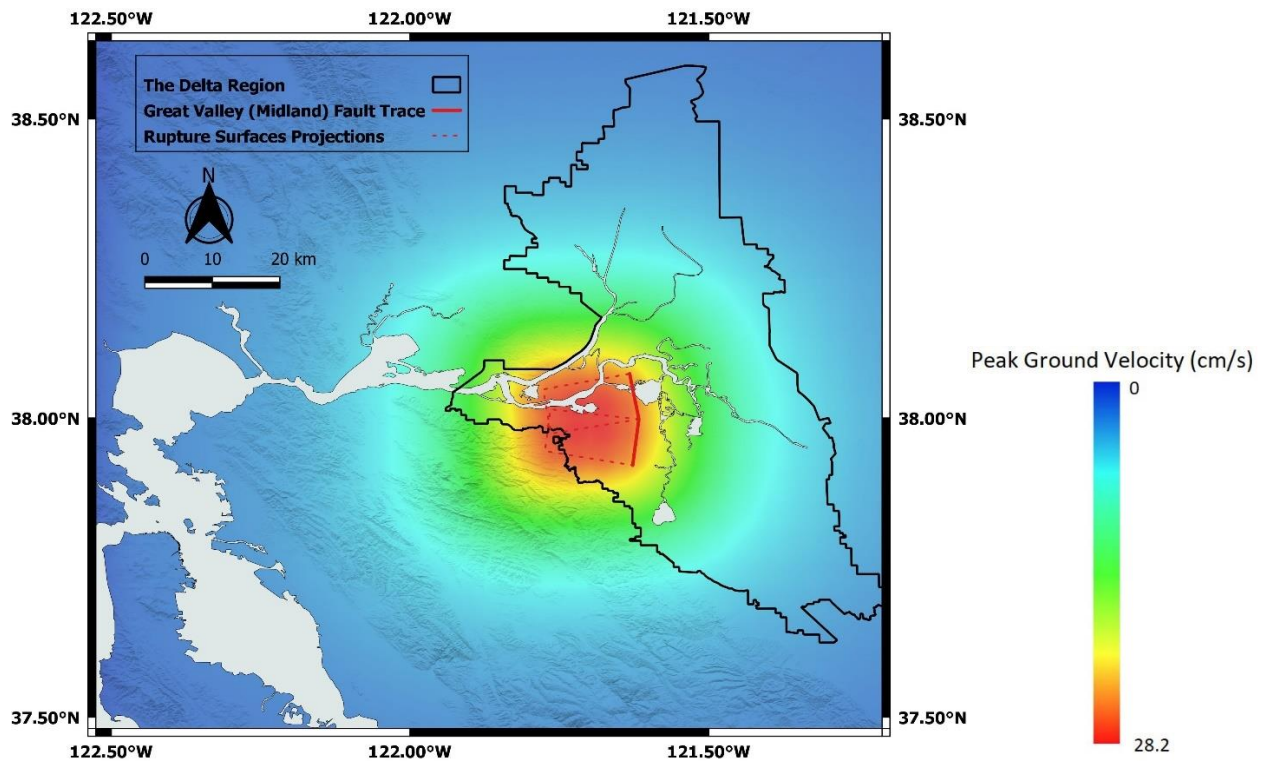 122.50°W 122.00°W 121.50°W
The Delta Region
Great Valley (Midland) Fault Trace
Rupture Surfaces Projections
38.50°N 38.50°N
N
0 10 20 km
Peak Ground Velocity (cm/s)
0
38.00°N 38.00°N
37.50°N 37.50°N
28.2
122.50°W 122.00°W 121.50°W